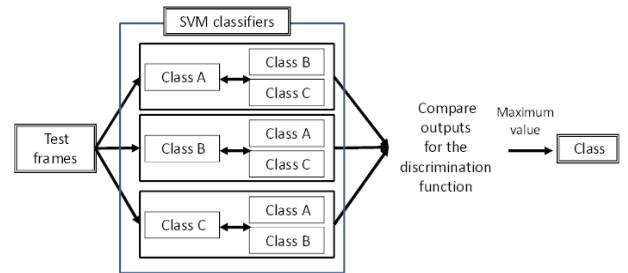 SVM classifiers
Test
frames
Class A
Class B
Class C
Class B
Class A
Class C
Class C
Class A
Class B
Compare
outputs
for the
discrimination
function
Maximum
value
Class